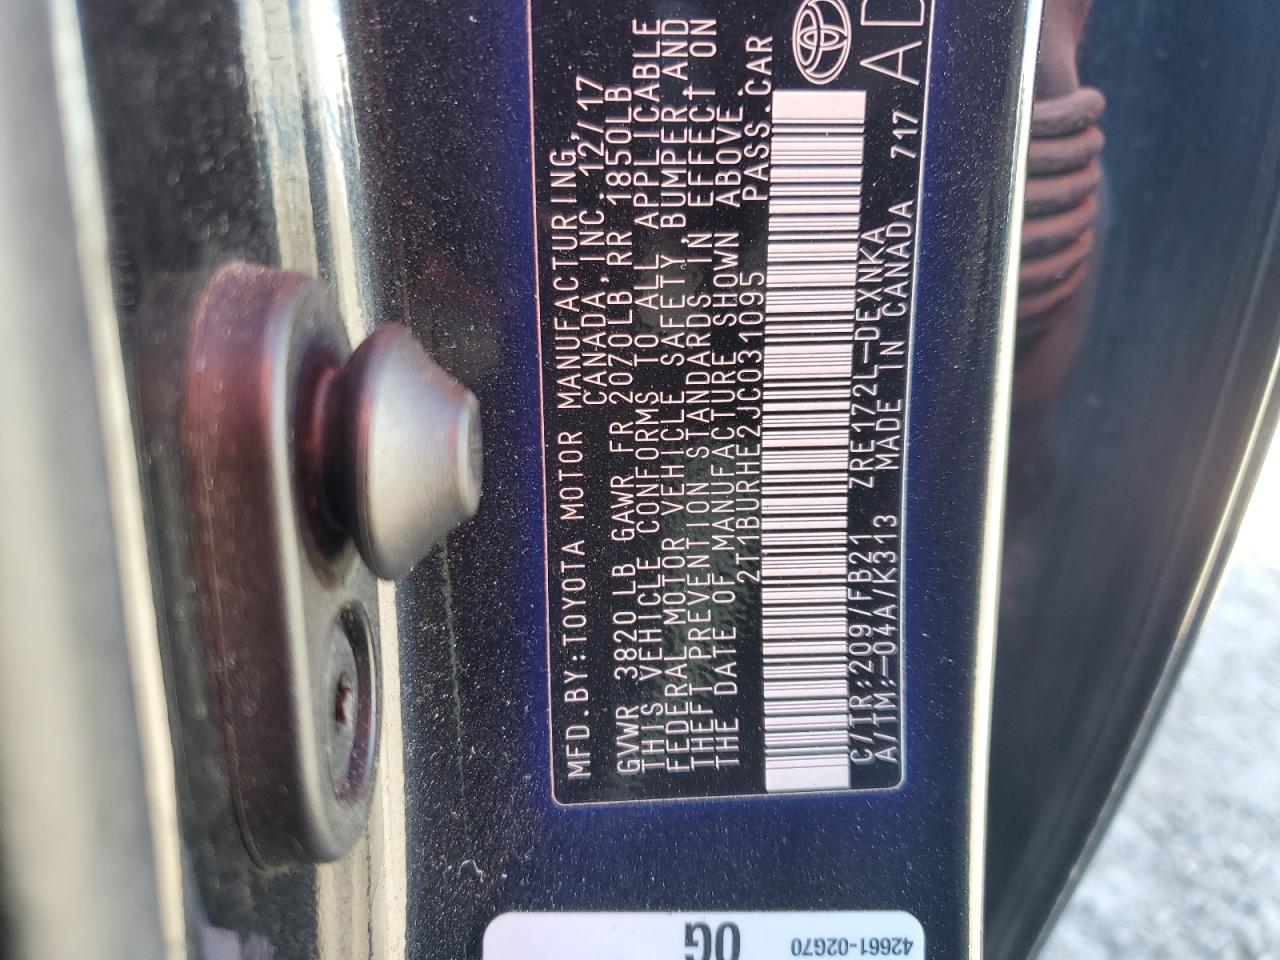 MFD.BY:TOYOTA MOTOR MANUFACTURING,
CANADA,INC. 12/17
GVWR 3820 LB GAWR FR 2070LB,RR 1850LB
THIS VEHICLE CONFORMS TO ALL APPLICABLE
FEDERAL MOTOR VEHICLE SAFETY, BUMPER,AND
THEFT PREVENTION STANDARDS IN EFFECT ON
THE DATE OF MANUFACTURE SHOWN ABOVE.
2T1BURHE2JC031095 PASS.CAR
C/TR:209/FB21 ZRE172L-DEXNKA
A/TM:-04A/K313 MADE IN CANADA 7 17
AD
0G
42661-02G70